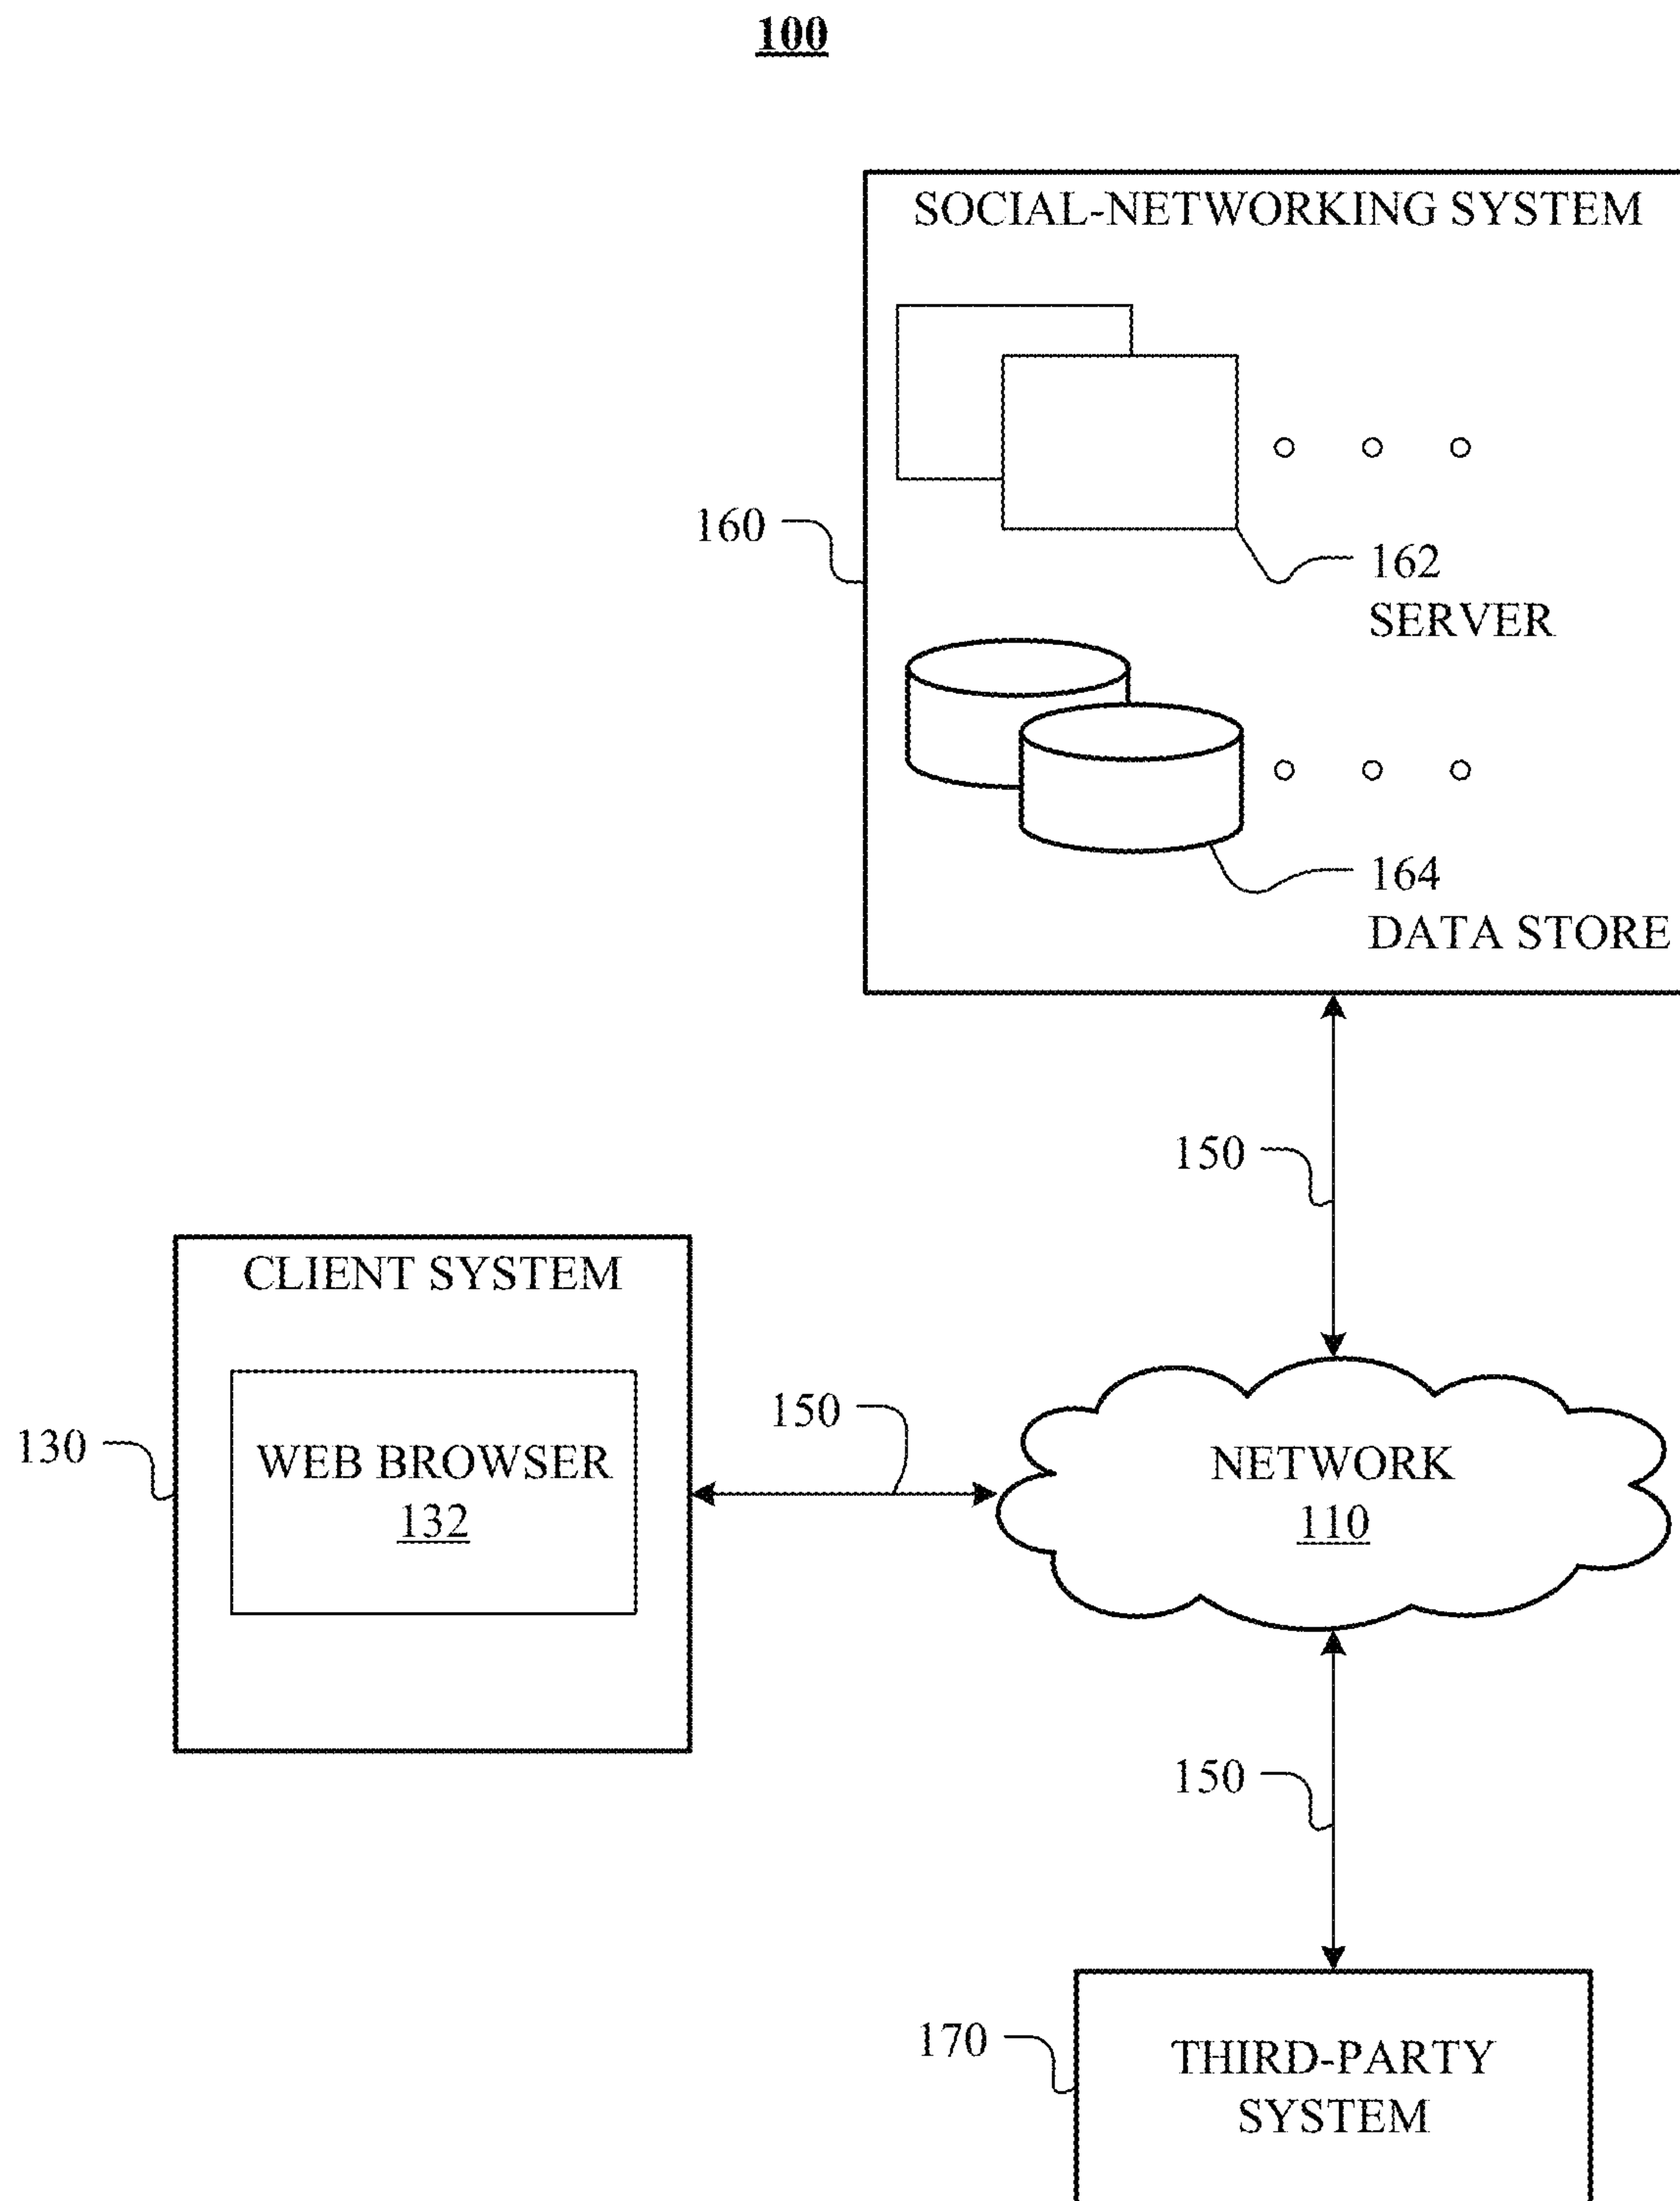 100
SOCIAL-NETWORKING SYSTEM
160
162
SERVER
164
DATA STORE
150
CLIENT SYSTEM
130
WEB BROWSER
132
150
NETWORK
110
150
170
THIRD-PARTY
SYSTEM